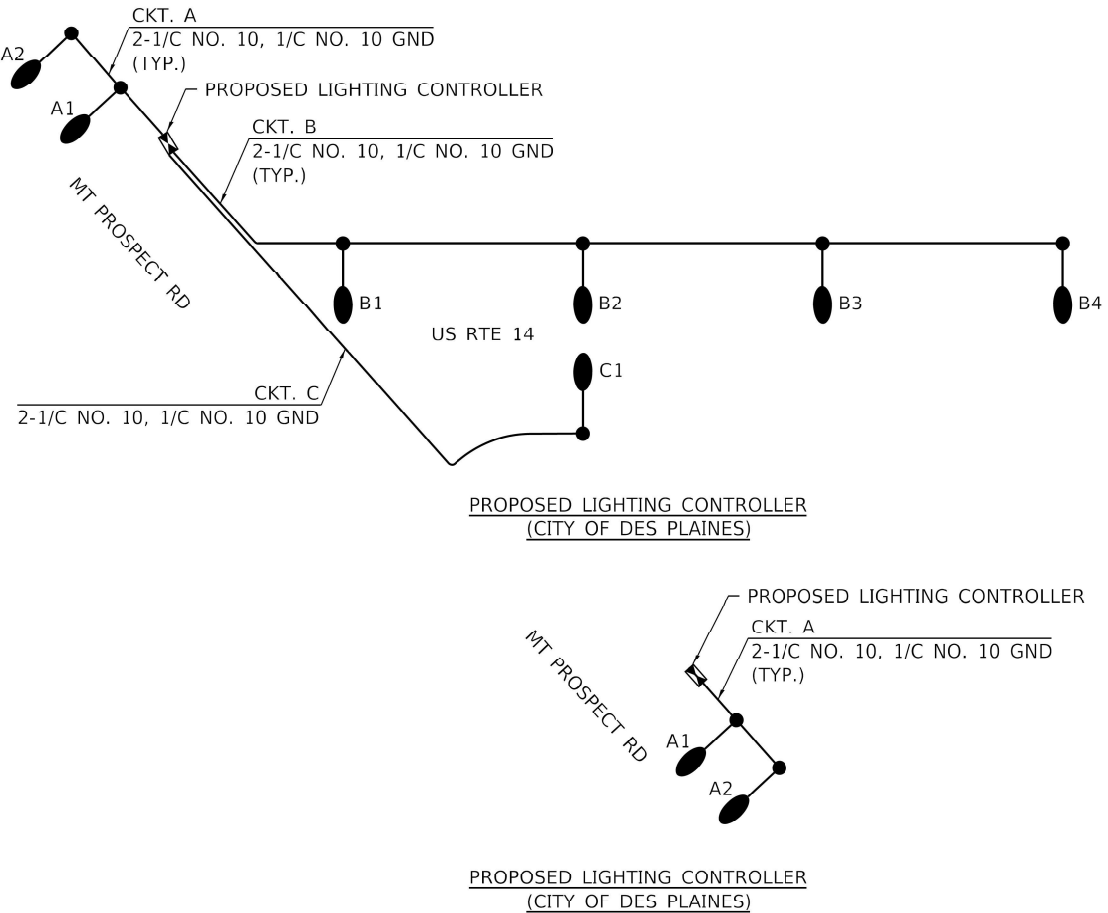 CKT. A
2-1/C NO. 10, 1/C NO. 10 GND
(TYP.)
A2
PROPOSED LIGHTING CONTROLLER
A1
CKT. B
2-1/C NO. 10, 1/C NO. 10 GND
(TYP.)
MT PROSPECT RD
B1
B2
B3
B4
US RTE 14
C1
CKT. C
2-1/C NO. 10, 1/C NO. 10 GND
PROPOSED LIGHTING CONTROLLER
(CITY OF DES PLAINES)
PROPOSED LIGHTING CONTROLLER
CKT. A
2-1/C NO. 10, 1/C NO. 10 GND
(TYP.)
MT PROSPECT RD
A1
A2
PROPOSED LIGHTING CONTROLLER
(CITY OF DES PLAINES)